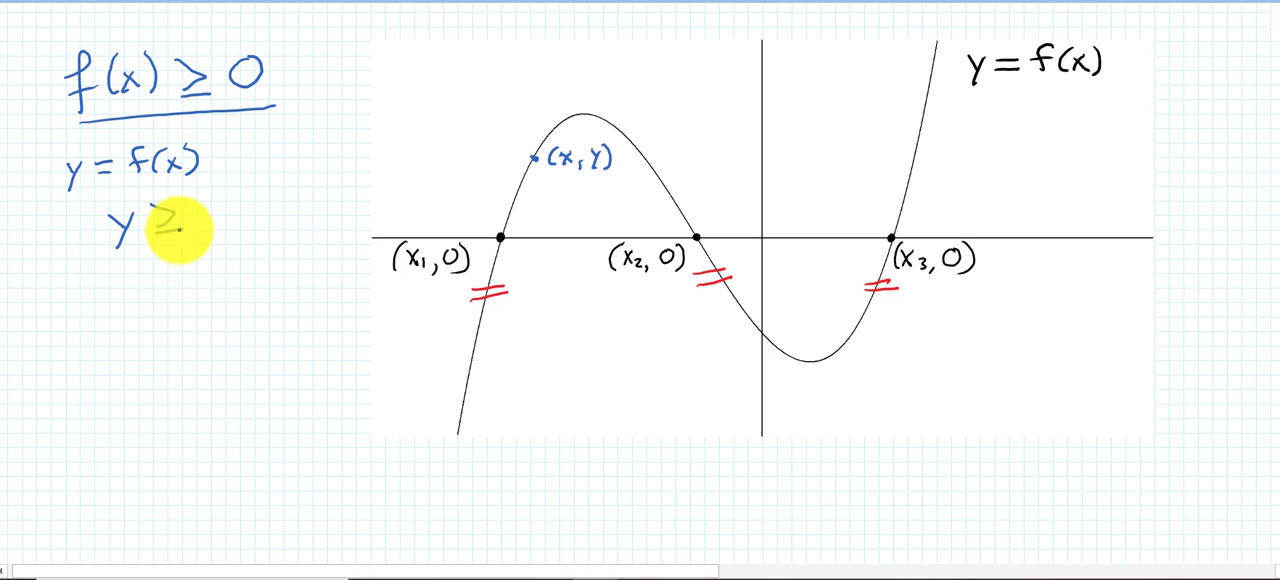 f(x) ≥ 0
y = f(x)
y ≥
y = f(x)
(x, y)
(x₁, 0)
(x₂, 0)
(x₃, 0)